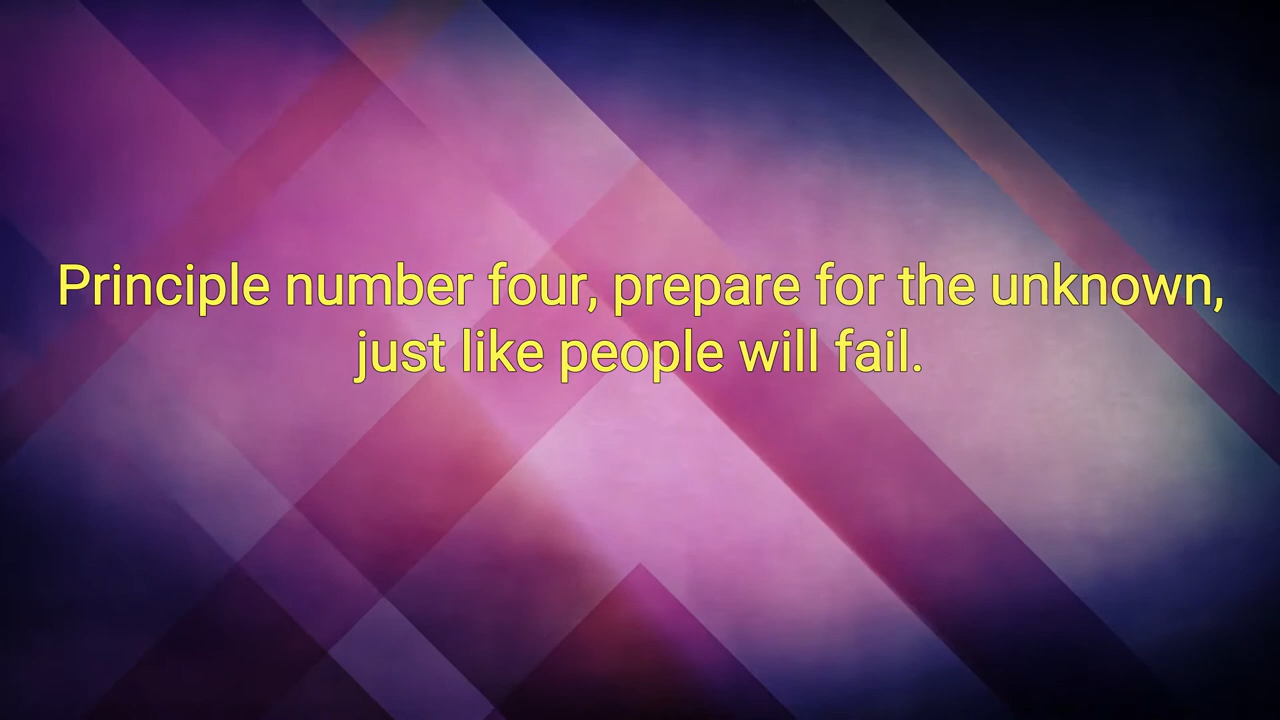 Principle number four, prepare for the unknown,
just like people will fail.